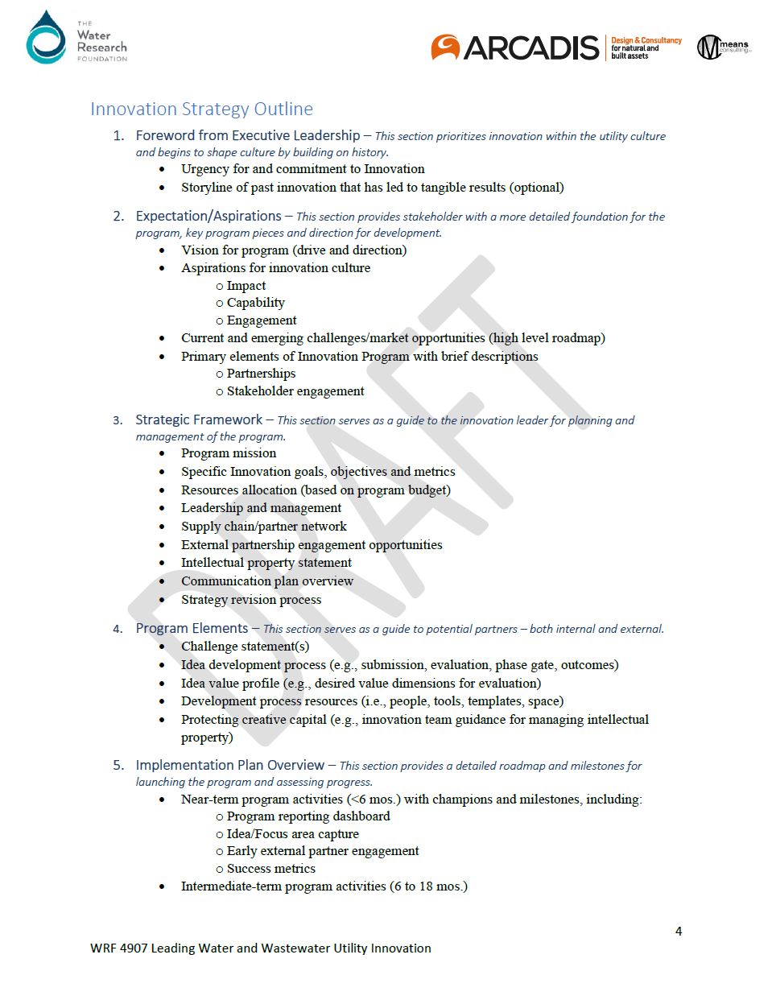 THE
Water
Research
FOUNDATION
ARCADIS
Design & Consultancy
for natural and
built assets
means
consulting
Innovation Strategy Outline
1. Foreword from Executive Leadership – This section prioritizes innovation within the utility culture
and begins to shape culture by building on history.
• Urgency for and commitment to Innovation
• Storyline of past innovation that has led to tangible results (optional)
2. Expectation/Aspirations – This section provides stakeholder with a more detailed foundation for the
program, key program pieces and direction for development.
• Vision for program (drive and direction)
• Aspirations for innovation culture
o Impact
o Capability
o Engagement
• Current and emerging challenges/market opportunities (high level roadmap)
• Primary elements of Innovation Program with brief descriptions
o Partnerships
o Stakeholder engagement
3. Strategic Framework – This section serves as a guide to the innovation leader for planning and
management of the program.
• Program mission
• Specific Innovation goals, objectives and metrics
• Resources allocation (based on program budget)
• Leadership and management
• Supply chain/partner network
• External partnership engagement opportunities
• Intellectual property statement
• Communication plan overview
• Strategy revision process
4. Program Elements – This section serves as a guide to potential partners – both internal and external.
• Challenge statement(s)
• Idea development process (e.g., submission, evaluation, phase gate, outcomes)
• Idea value profile (e.g., desired value dimensions for evaluation)
• Development process resources (i.e., people, tools, templates, space)
• Protecting creative capital (e.g., innovation team guidance for managing intellectual
property)
5. Implementation Plan Overview – This section provides a detailed roadmap and milestones for
launching the program and assessing progress.
• Near-term program activities (<6 mos.) with champions and milestones, including:
o Program reporting dashboard
o Idea/Focus area capture
o Early external partner engagement
o Success metrics
• Intermediate-term program activities (6 to 18 mos.)
DRAFT
4
WRF 4907 Leading Water and Wastewater Utility Innovation